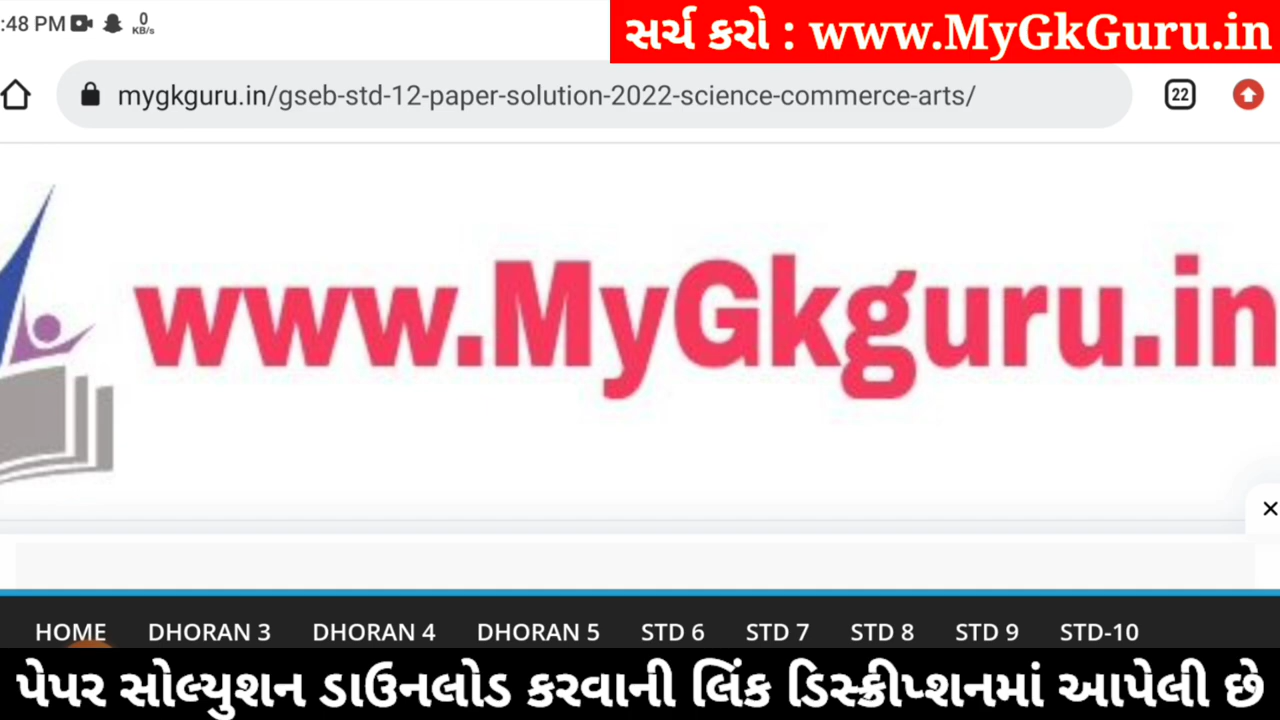 :48 PM 0 KB/s
સર્ચ કરો : www.MyGkGuru.in
mygkguru.in/gseb-std-12-paper-solution-2022-science-commerce-arts/ 22
www.MyGkguru.in
HOME DHORAN 3 DHORAN 4 DHORAN 5 STD 6 STD 7 STD 8 STD 9 STD-10
પેપર સોલ્યુશન ડાઉનલોડ કરવાની લિંક ડિસ્ક્રીપ્શનમાં આપેલી છે